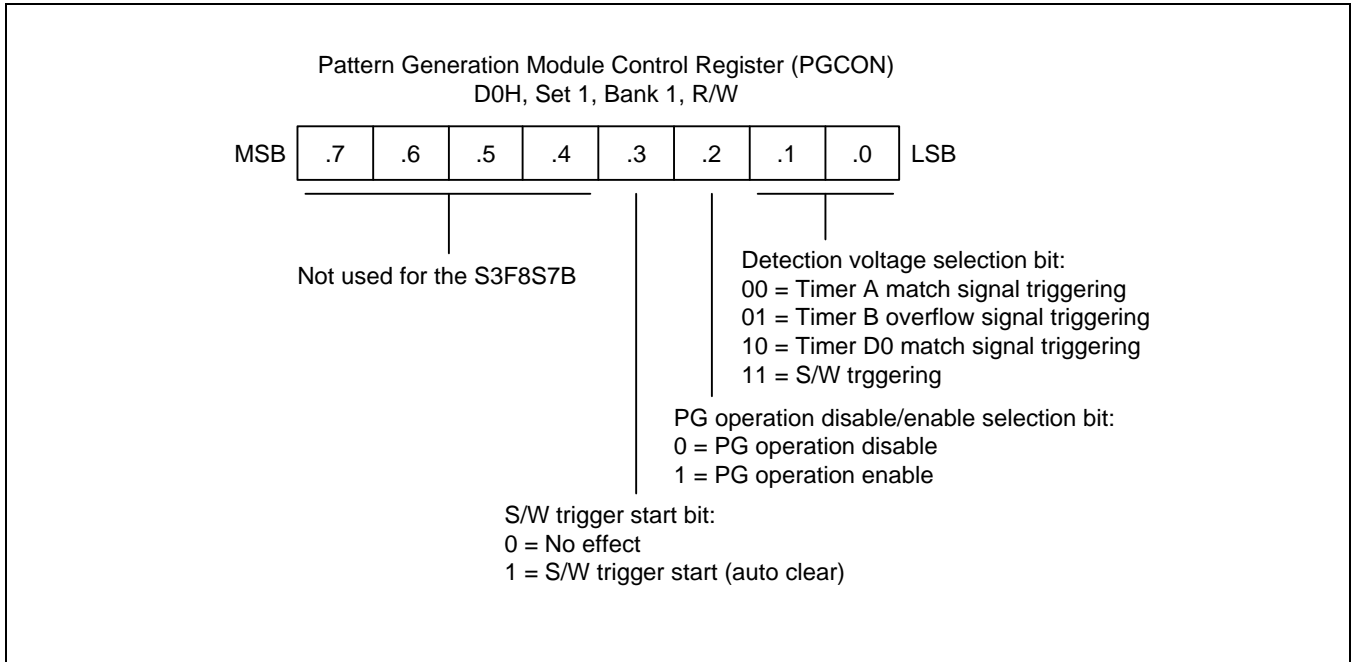 Pattern Generation Module Control Register (PGCON)
D0H, Set 1, Bank 1, R/W
MSB .7 .6 .5 .4 .3 .2 .1 .0 LSB
Not used for the S3F8S7B
Detection voltage selection bit:
00 = Timer A match signal triggering
01 = Timer B overflow signal triggering
10 = Timer D0 match signal triggering
11 = S/W trggering
PG operation disable/enable selection bit:
0 = PG operation disable
1 = PG operation enable
S/W trigger start bit:
0 = No effect
1 = S/W trigger start (auto clear)